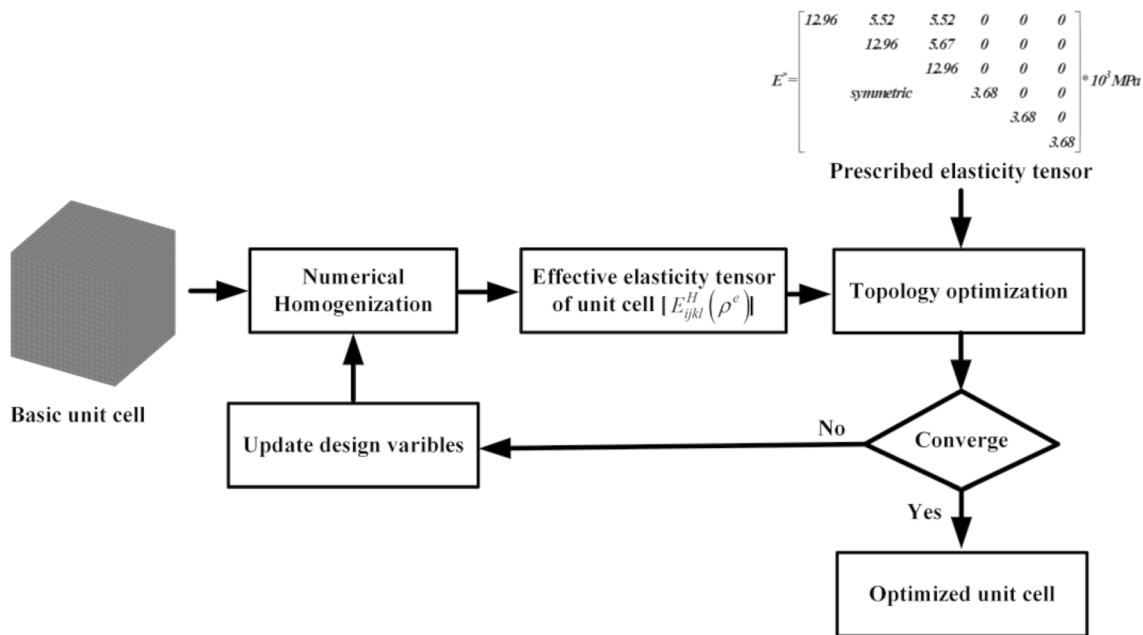 12.96 5.52 5.52 0 0 0
12.96 5.67 0 0 0
12.96 0 0 0
E* = symmetric 3.68 0 0 * 10³ MPa
3.68 0
3.68
Prescribed elasticity tensor
Numerical
Homogenization
Effective elasticity tensor
of unit cell [E^H_ijkl(ρ^e)]
Topology optimization
Basic unit cell
Update design varibles
No
Converge
Yes
Optimized unit cell